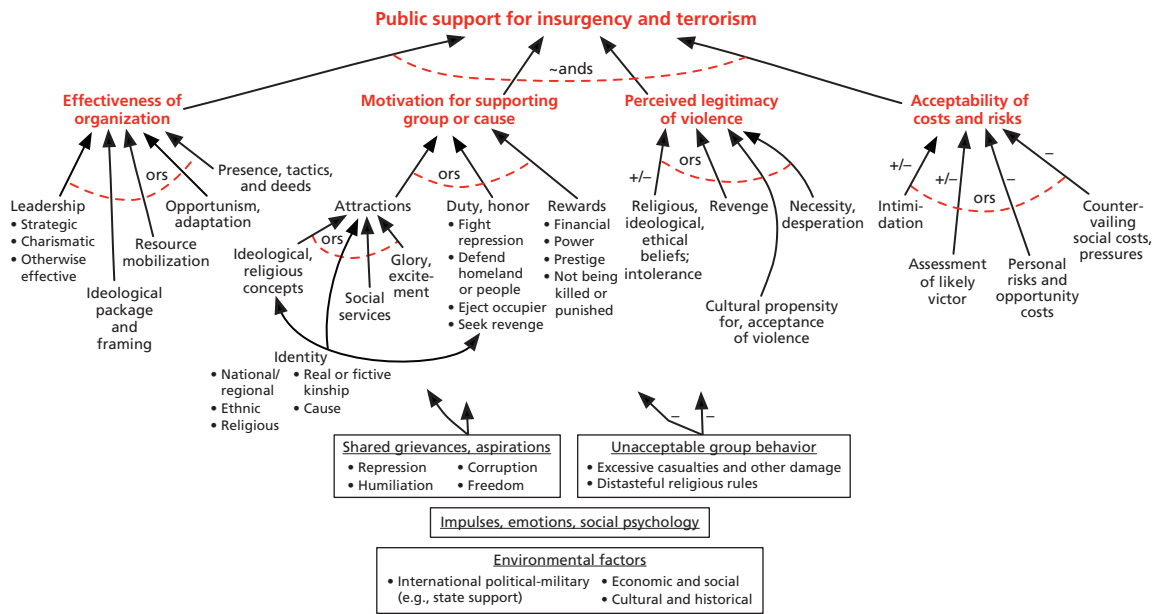 Public support for insurgency and terrorism
~ands
Effectiveness of
organization
Motivation for supporting
group or cause
Perceived legitimacy
of violence
Acceptability of
costs and risks
ors
Leadership
• Strategic
• Charismatic
• Otherwise
effective
Ideological
package
and
framing
Resource
mobilization
Opportunism,
adaptation
Presence, tactics,
and deeds
ors
Attractions
ors
Ideological,
religious
concepts
Social
services
Glory,
excite-
ment
Duty, honor
• Fight
repression
• Defend
homeland
or people
• Eject occupier
• Seek revenge
Rewards
• Financial
• Power
• Prestige
• Not being
killed or
punished
Identity
• National/
regional
• Ethnic
• Religious
• Real or fictive
kinship
• Cause
ors
+/–
Religious,
ideological,
ethical
beliefs;
intolerance
Revenge
Cultural propensity
for, acceptance
of violence
Necessity,
desperation
+/–
+/–
–
–
ors
Intimi-
dation
Assessment
of likely
victor
Personal
risks and
opportunity
costs
Counter-
vailing
social costs,
pressures
Shared grievances, aspirations
• Repression
• Humiliation
• Corruption
• Freedom
–
–
Unacceptable group behavior
• Excessive casualties and other damage
• Distasteful religious rules
Impulses, emotions, social psychology
Environmental factors
• International political-military
(e.g., state support)
• Economic and social
• Cultural and historical